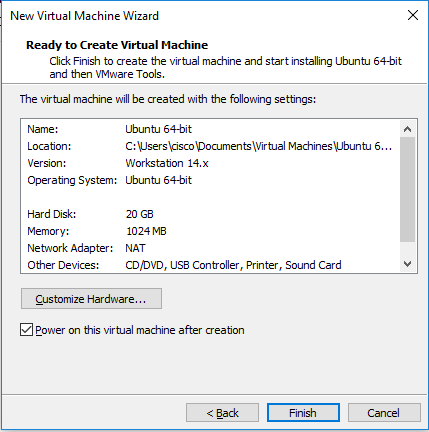 New Virtual Machine Wizard
Ready to Create Virtual Machine
Click Finish to create the virtual machine and start installing Ubuntu 64-bit
and then VMware Tools.
The virtual machine will be created with the following settings:
Name: Ubuntu 64-bit
Location: C:\Users\cisco\Documents\Virtual Machines\Ubuntu 6...
Version: Workstation 14.x
Operating System: Ubuntu 64-bit
Hard Disk: 20 GB
Memory: 1024 MB
Network Adapter: NAT
Other Devices: CD/DVD, USB Controller, Printer, Sound Card
Customize Hardware...
Power on this virtual machine after creation
< Back Finish Cancel